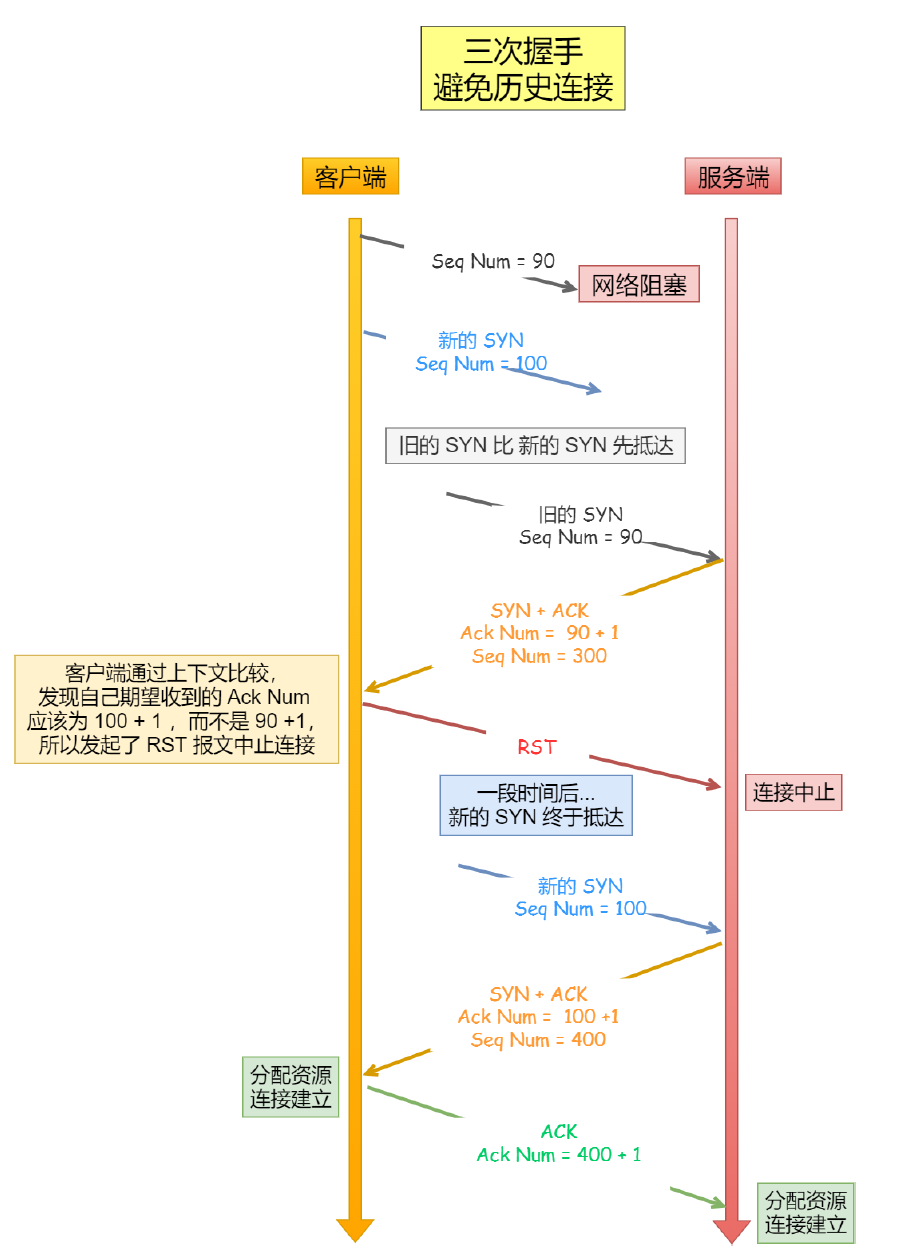 三次握手
避免历史连接
客户端
服务端
Seq Num = 90
网络阻塞
新的 SYN
Seq Num = 100
旧的 SYN 比 新的 SYN 先抵达
旧的 SYN
Seq Num = 90
SYN + ACK
Ack Num = 90 + 1
Seq Num = 300
客户端通过上下文比较，
发现自己期望收到的 Ack Num
应该为 100 + 1 ，而不是 90 +1，
所以发起了 RST 报文中止连接
RST
连接中止
一段时间后...
新的 SYN 终于抵达
新的 SYN
Seq Num = 100
SYN + ACK
Ack Num = 100 +1
Seq Num = 400
分配资源
连接建立
ACK
Ack Num = 400 + 1
分配资源
连接建立